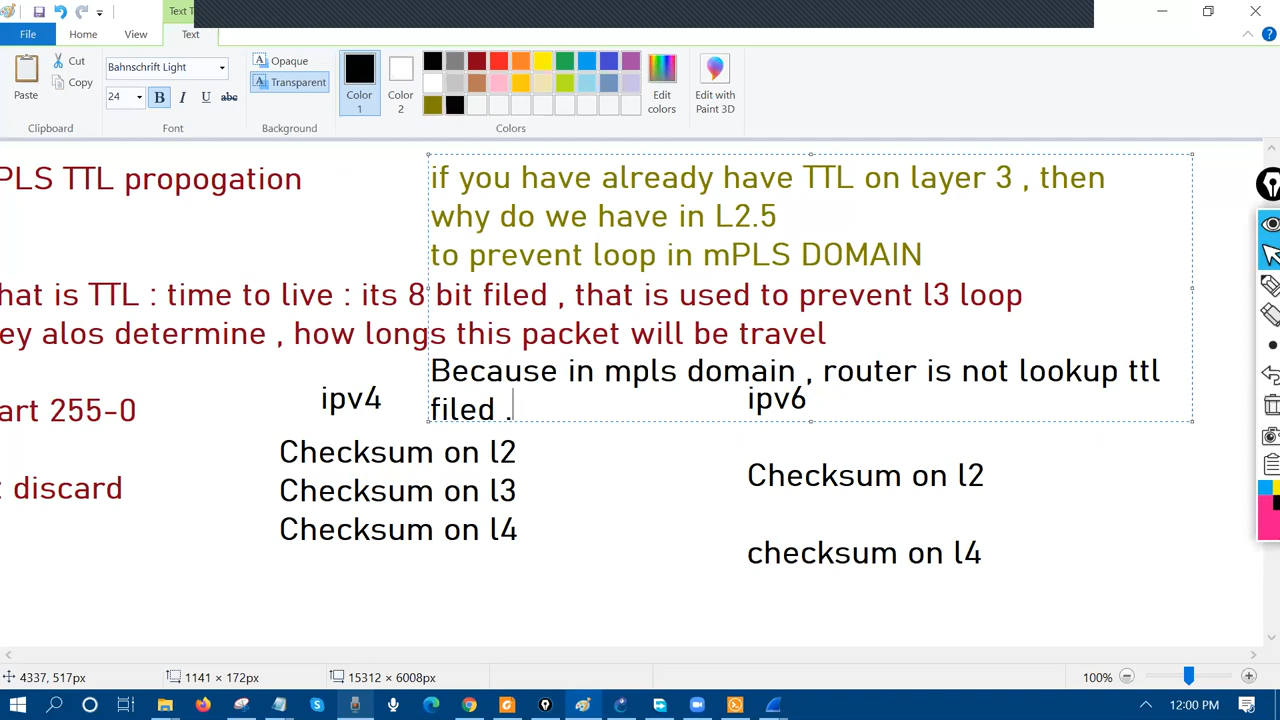 Text T
File
Home
View
Text
Paste
Cut
Copy
Clipboard
Bahnschrift Light
24
B I U abc
Font
Opaque
Transparent
Background
Color 1
Color 2
Edit colors
Edit with Paint 3D
Colors
PLS TTL propogation
if you have already have TTL on layer 3 , then
why do we have in L2.5
to prevent loop in mPLS DOMAIN
hat is TTL : time to live : its 8 bit filed , that is used to prevent l3 loop
ey alos determine , how longs this packet will be travel
Because in mpls domain , router is not lookup ttl
filed .
art 255-0
ipv4
ipv6
Checksum on l2
Checksum on l3
Checksum on l4
Checksum on l2
checksum on l4
: discard
4337, 517px
1141 × 172px
15312 × 6008px
100%
12:00 PM